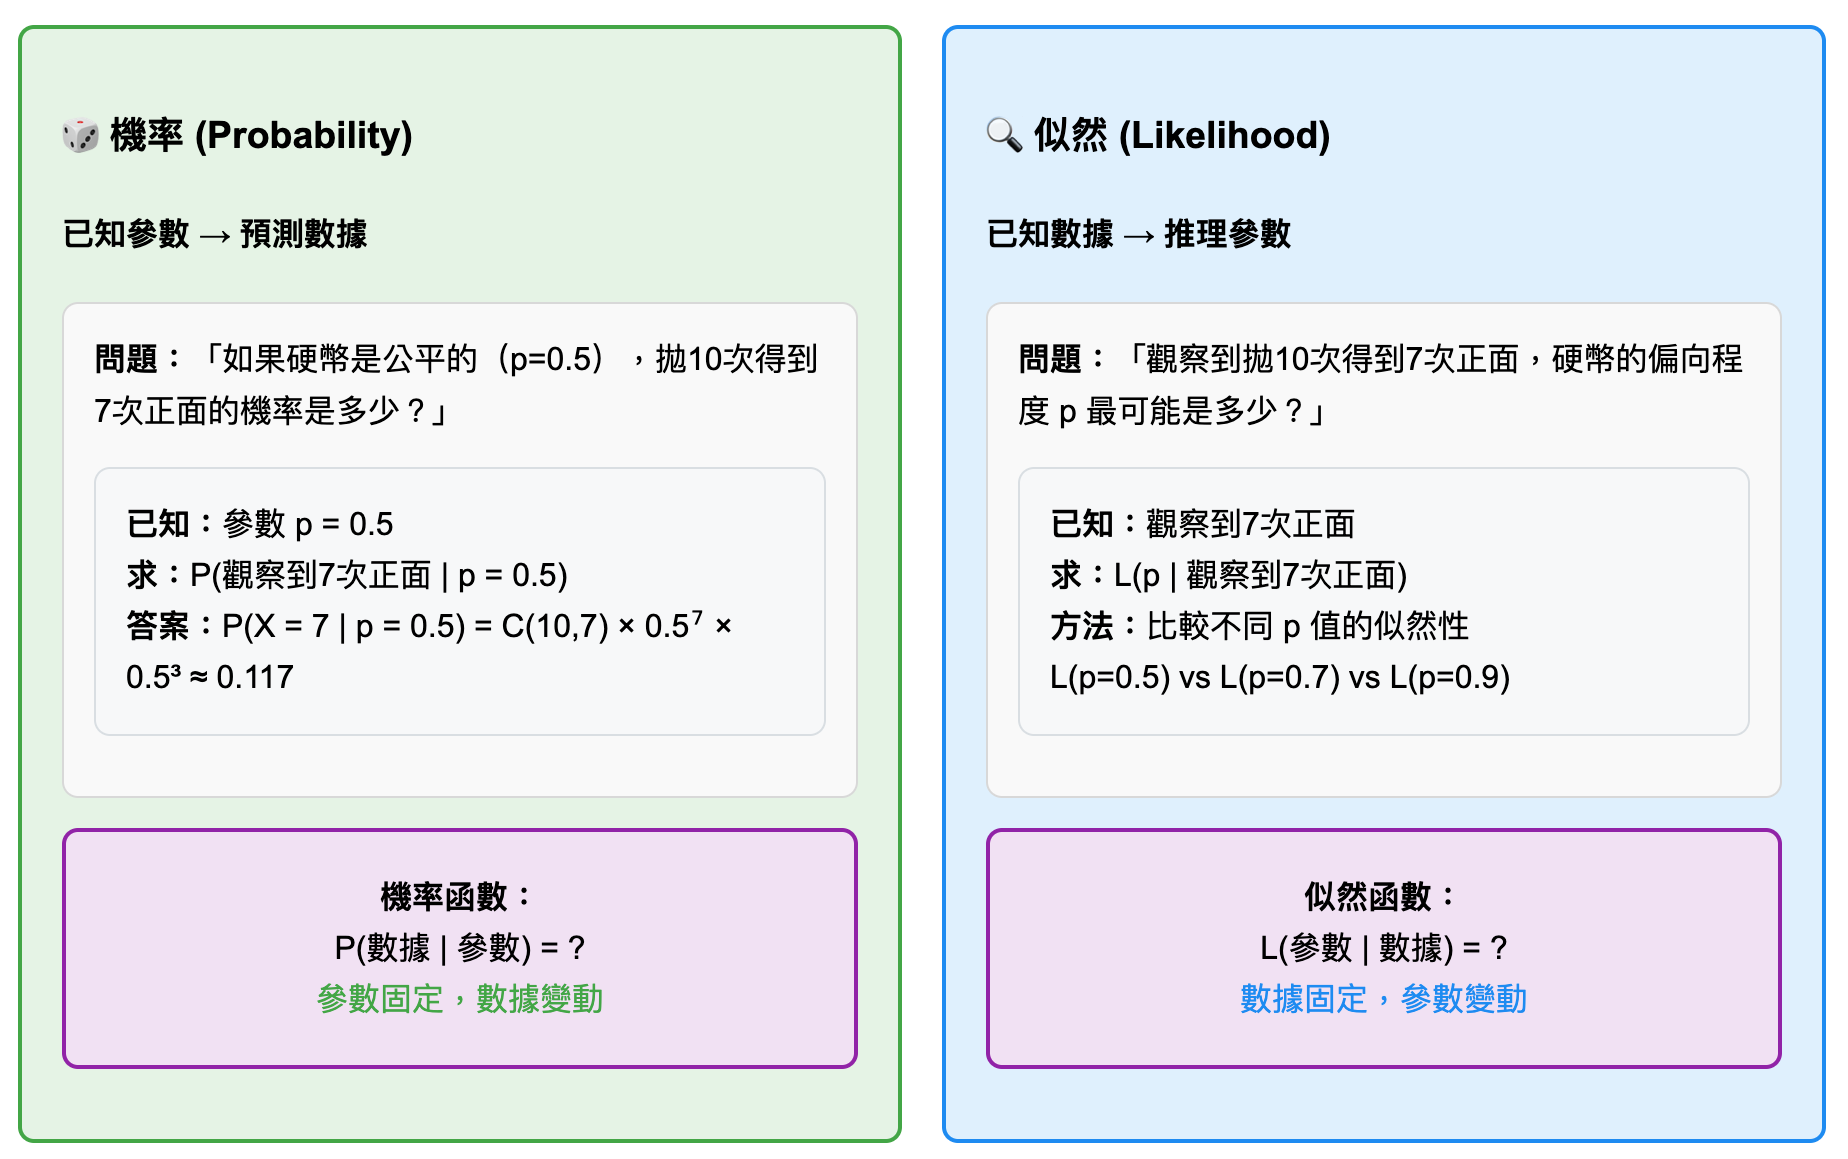 🎲 機率 (Probability)
已知參數 → 預測數據
問題：「如果硬幣是公平的（p=0.5），拋10次得到
7次正面的機率是多少？」
已知：參數 p = 0.5
求：P(觀察到7次正面 | p = 0.5)
答案：P(X = 7 | p = 0.5) = C(10,7) × 0.5⁷ ×
0.5³ ≈ 0.117
機率函數：
P(數據 | 參數) = ?
參數固定，數據變動
🔍 似然 (Likelihood)
已知數據 → 推理參數
問題：「觀察到拋10次得到7次正面，硬幣的偏向程
度 p 最可能是多少？」
已知：觀察到7次正面
求：L(p | 觀察到7次正面)
方法：比較不同 p 值的似然性
L(p=0.5) vs L(p=0.7) vs L(p=0.9)
似然函數：
L(參數 | 數據) = ?
數據固定，參數變動